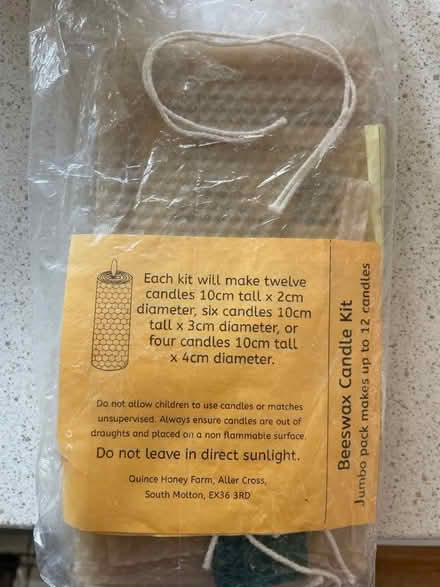 Each kit will make twelve
candles 10cm tall x 2cm
diameter, six candles 10cm
tall x 3cm diameter, or
four candles 10cm tall
x 4cm diameter.
Do not allow children to use candles or matches
unsupervised. Always ensure candles are out of
draughts and placed on a non flammable surface.
Do not leave in direct sunlight.
Quince Honey Farm, Aller Cross,
South Molton, EX36 3RD
Beeswax Candle Kit
Jumbo pack makes up to 12 candles